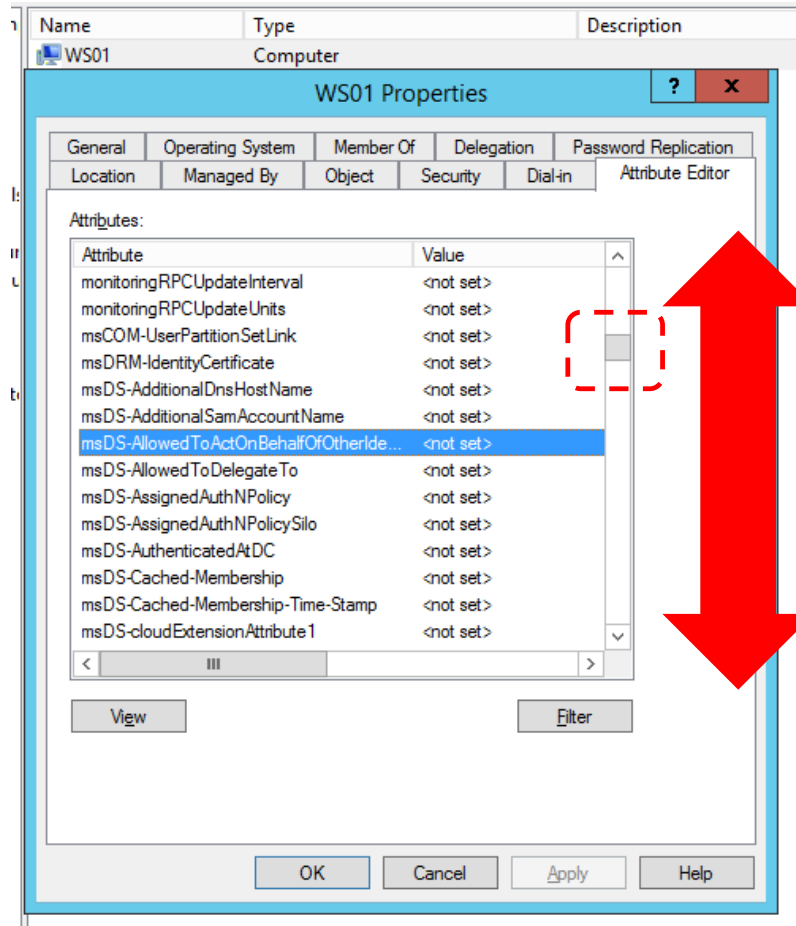 Name Type Description
WS01 Computer
WS01 Properties ? x
General Operating System Member Of Delegation Password Replication
Location Managed By Object Security Dial-in Attribute Editor
Attributes:
Attribute Value
monitoringRPCUpdateInterval <not set>
monitoringRPCUpdateUnits <not set>
msCOM-UserPartitionSetLink <not set>
msDRM-IdentityCertificate <not set>
msDS-AdditionalDnsHostName <not set>
msDS-AdditionalSamAccountName <not set>
msDS-AllowedToActOnBehalfOfOtherIde... <not set>
msDS-AllowedToDelegateTo <not set>
msDS-AssignedAuthNPolicy <not set>
msDS-AssignedAuthNPolicySilo <not set>
msDS-AuthenticatedAtDC <not set>
msDS-Cached-Membership <not set>
msDS-Cached-Membership-Time-Stamp <not set>
msDS-cloudExtensionAttribute1 <not set>
View Filter
OK Cancel Apply Help